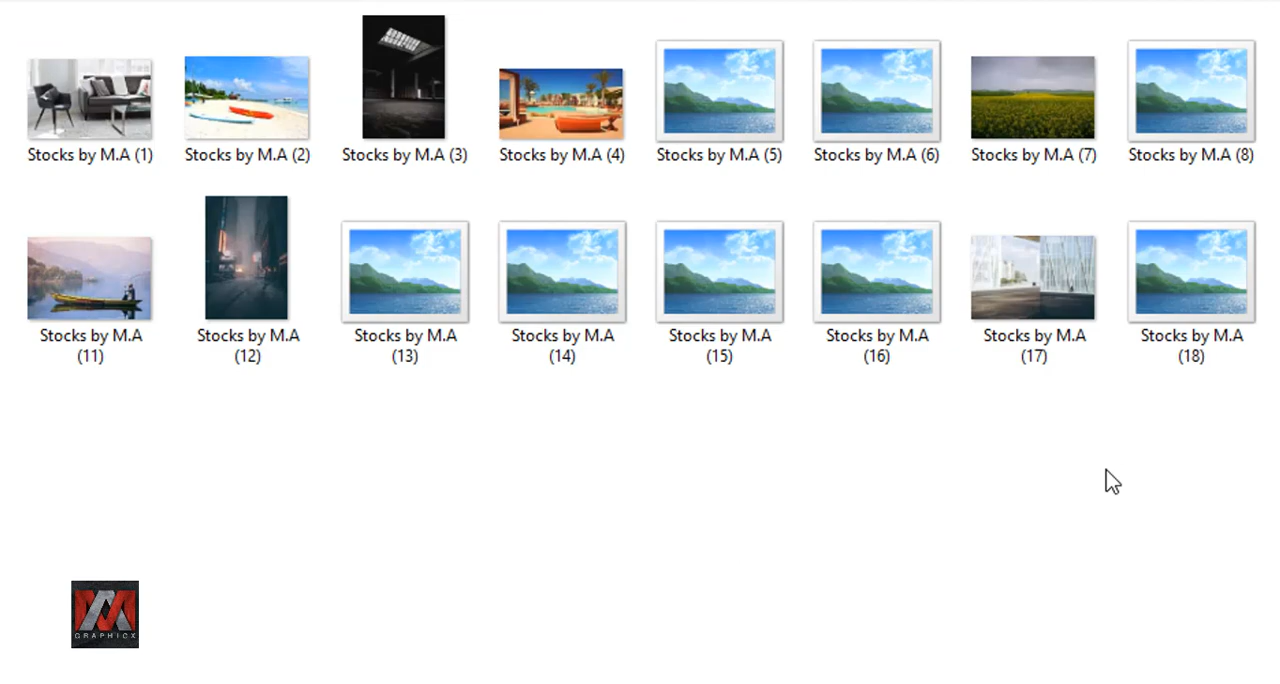 Stocks by M.A (1)
Stocks by M.A (2)
Stocks by M.A (3)
Stocks by M.A (4)
Stocks by M.A (5)
Stocks by M.A (6)
Stocks by M.A (7)
Stocks by M.A (8)
Stocks by M.A
(11)
Stocks by M.A
(12)
Stocks by M.A
(13)
Stocks by M.A
(14)
Stocks by M.A
(15)
Stocks by M.A
(16)
Stocks by M.A
(17)
Stocks by M.A
(18)
MA
GRAPHICX